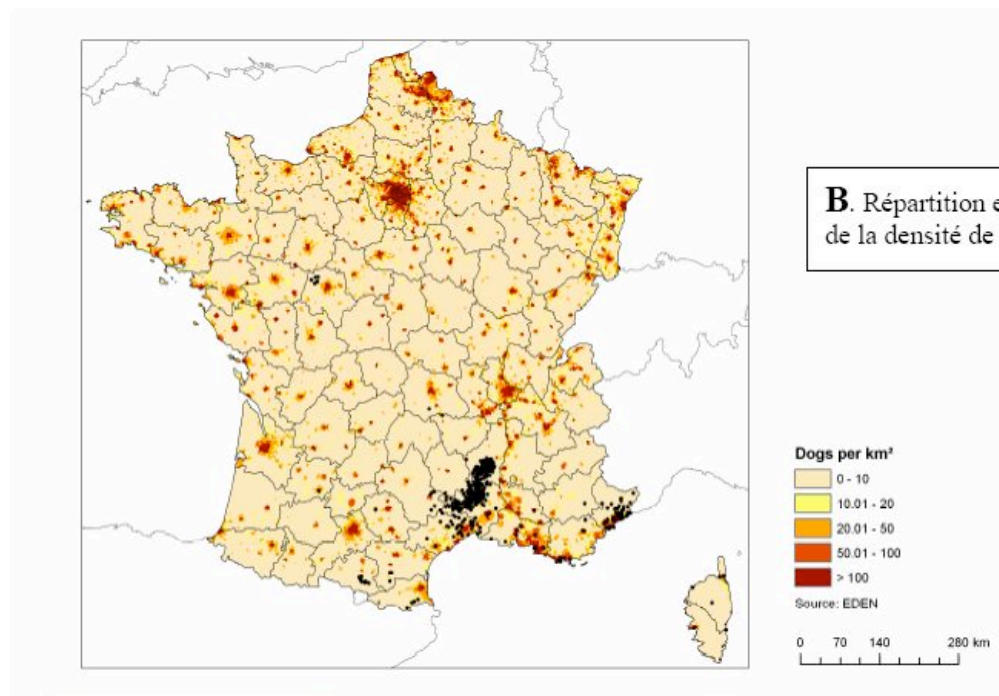 B. Répartition e
de la densité de
Dogs per km²
0 - 10
10.01 - 20
20.01 - 50
50.01 - 100
> 100
Source: EDEN
0 70 140 280 km